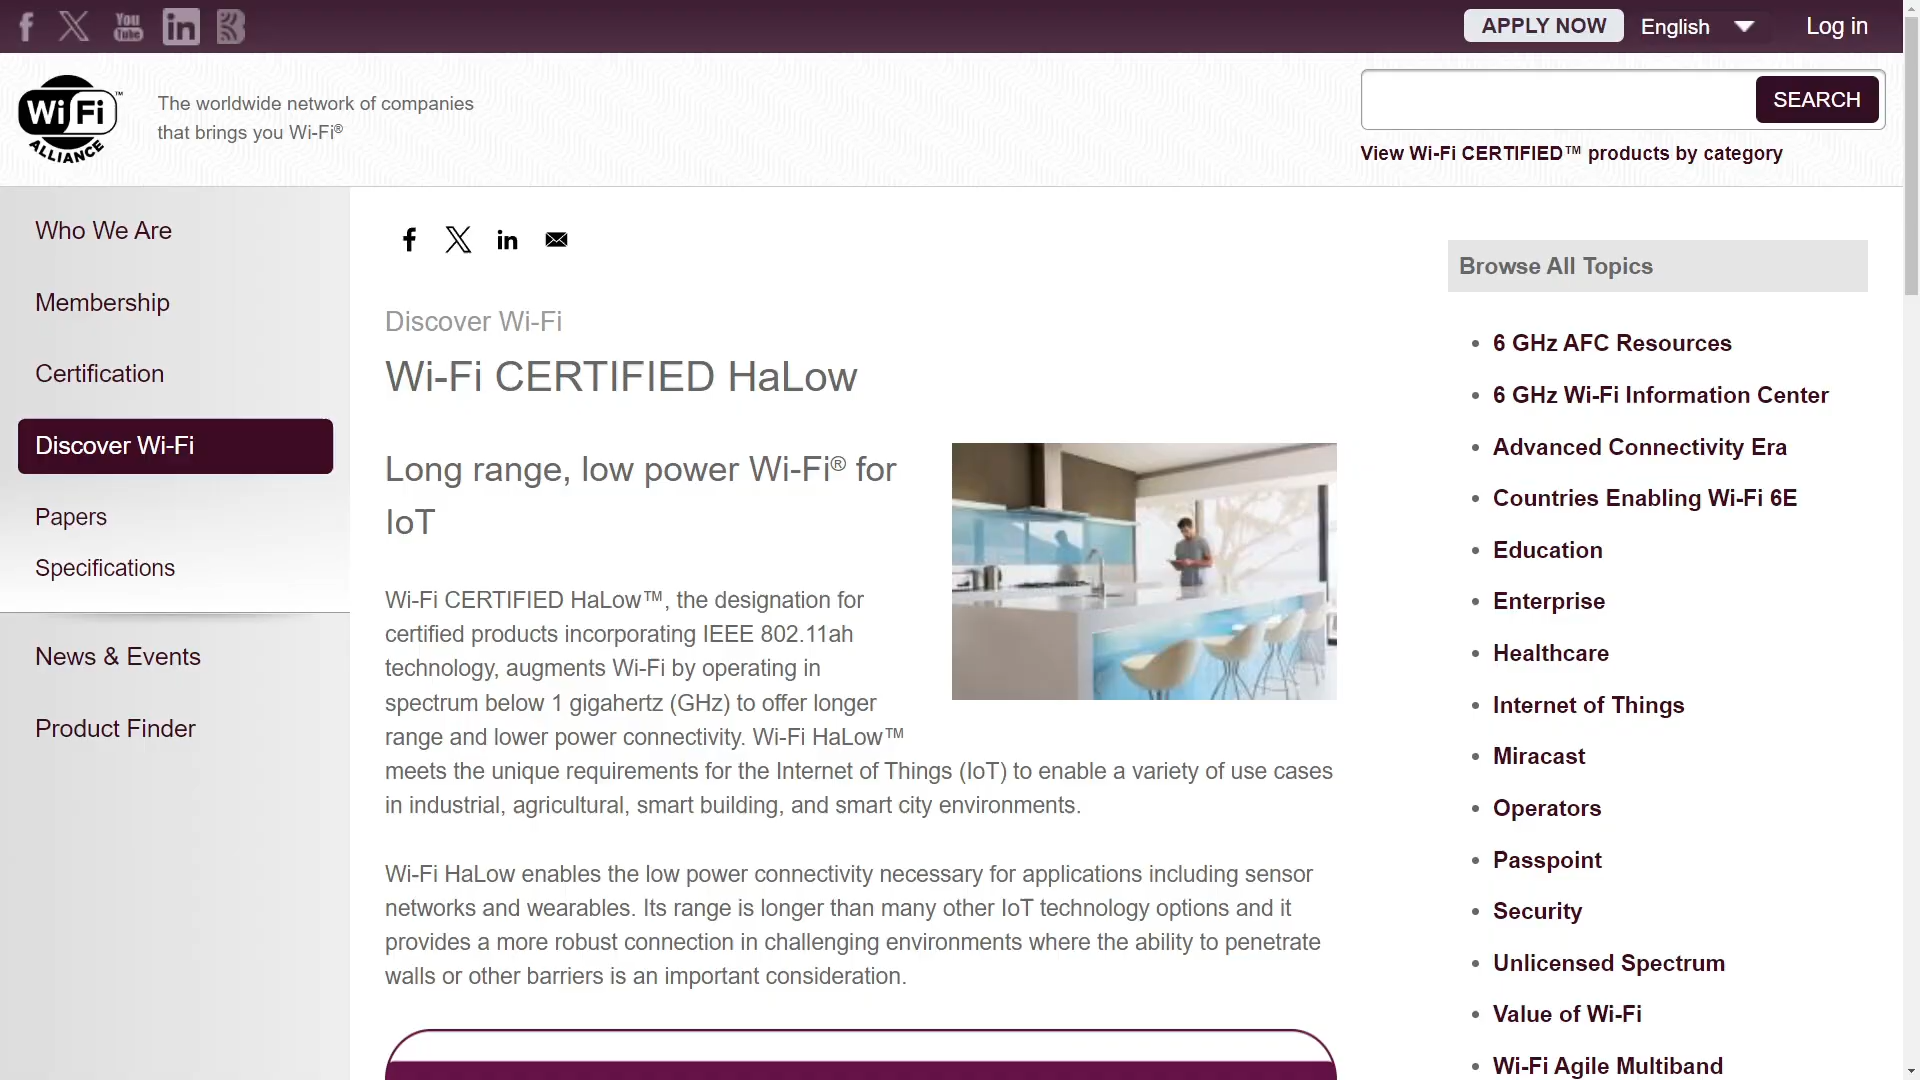 You
Tube
in
APPLY NOW
English
Log in
Wi Fi™
ALLIANCE
The worldwide network of companies
that brings you Wi-Fi®
SEARCH
View Wi-Fi CERTIFIED™ products by category
Who We Are
Membership
Certification
Discover Wi-Fi
Papers
Specifications
News & Events
Product Finder
Discover Wi-Fi
Wi-Fi CERTIFIED HaLow
Long range, low power Wi-Fi® for
IoT
Wi-Fi CERTIFIED HaLow™, the designation for
certified products incorporating IEEE 802.11ah
technology, augments Wi-Fi by operating in
spectrum below 1 gigahertz (GHz) to offer longer
range and lower power connectivity. Wi-Fi HaLow™
meets the unique requirements for the Internet of Things (IoT) to enable a variety of use cases
in industrial, agricultural, smart building, and smart city environments.
Wi-Fi HaLow enables the low power connectivity necessary for applications including sensor
networks and wearables. Its range is longer than many other IoT technology options and it
provides a more robust connection in challenging environments where the ability to penetrate
walls or other barriers is an important consideration.
Browse All Topics
6 GHz AFC Resources
6 GHz Wi-Fi Information Center
Advanced Connectivity Era
Countries Enabling Wi-Fi 6E
Education
Enterprise
Healthcare
Internet of Things
Miracast
Operators
Passpoint
Security
Unlicensed Spectrum
Value of Wi-Fi
Wi-Fi Agile Multiband